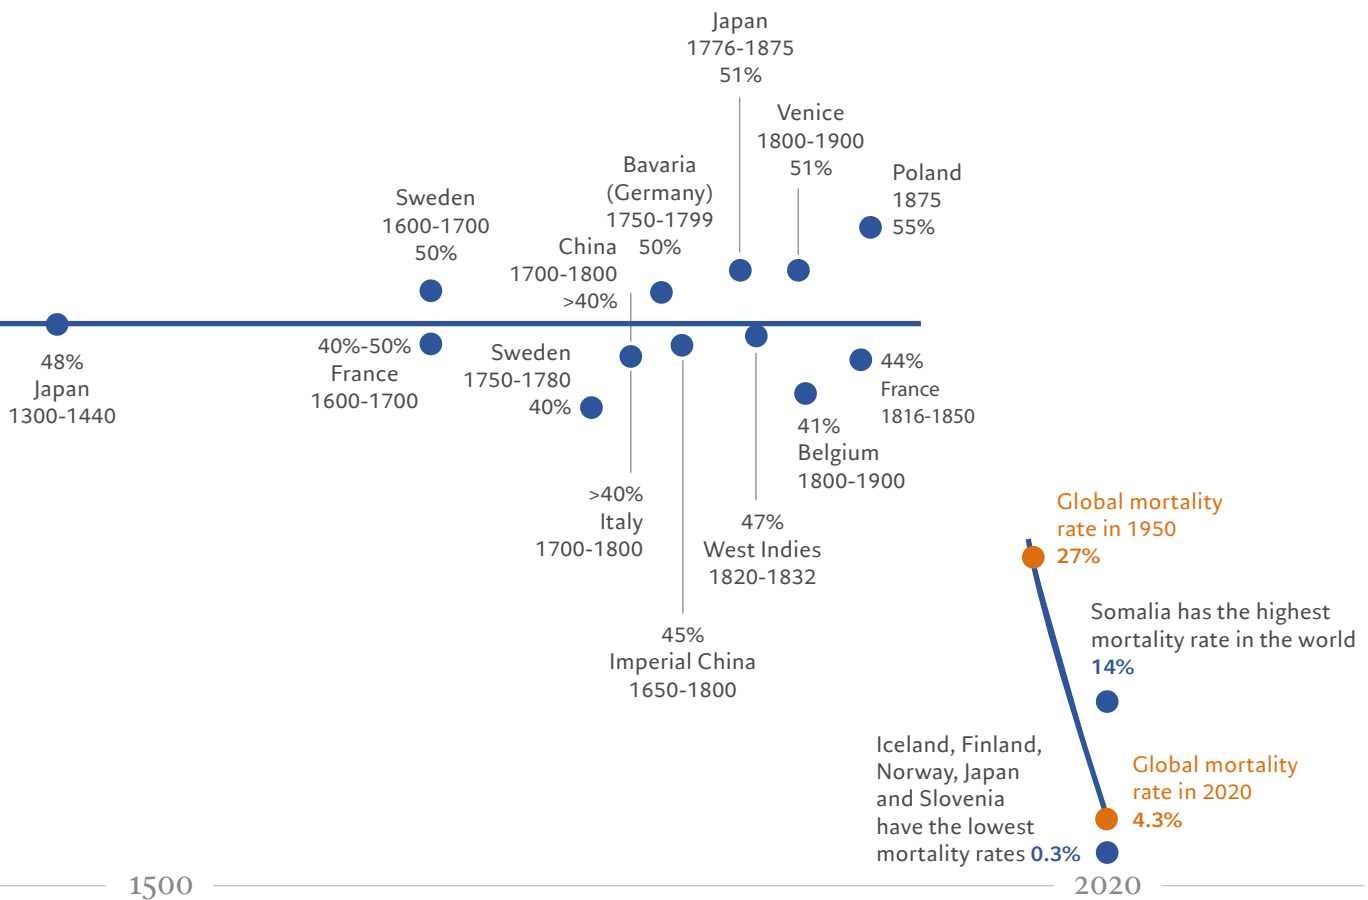 Japan
1776-1875
51%
Venice
1800-1900
51%
Bavaria
(Germany)
1750-1799
50%
Poland
1875
55%
Sweden
1600-1700
50%
China
1700-1800
>40%
48%
Japan
1300-1440
40%-50%
France
1600-1700
Sweden
1750-1780
40%
44%
France
1816-1850
41%
Belgium
1800-1900
>40%
Italy
1700-1800
47%
West Indies
1820-1832
45%
Imperial China
1650-1800
Global mortality
rate in 1950
27%
Somalia has the highest
mortality rate in the world
14%
Iceland, Finland,
Norway, Japan
and Slovenia
have the lowest
mortality rates 0.3%
Global mortality
rate in 2020
4.3%
1500
2020